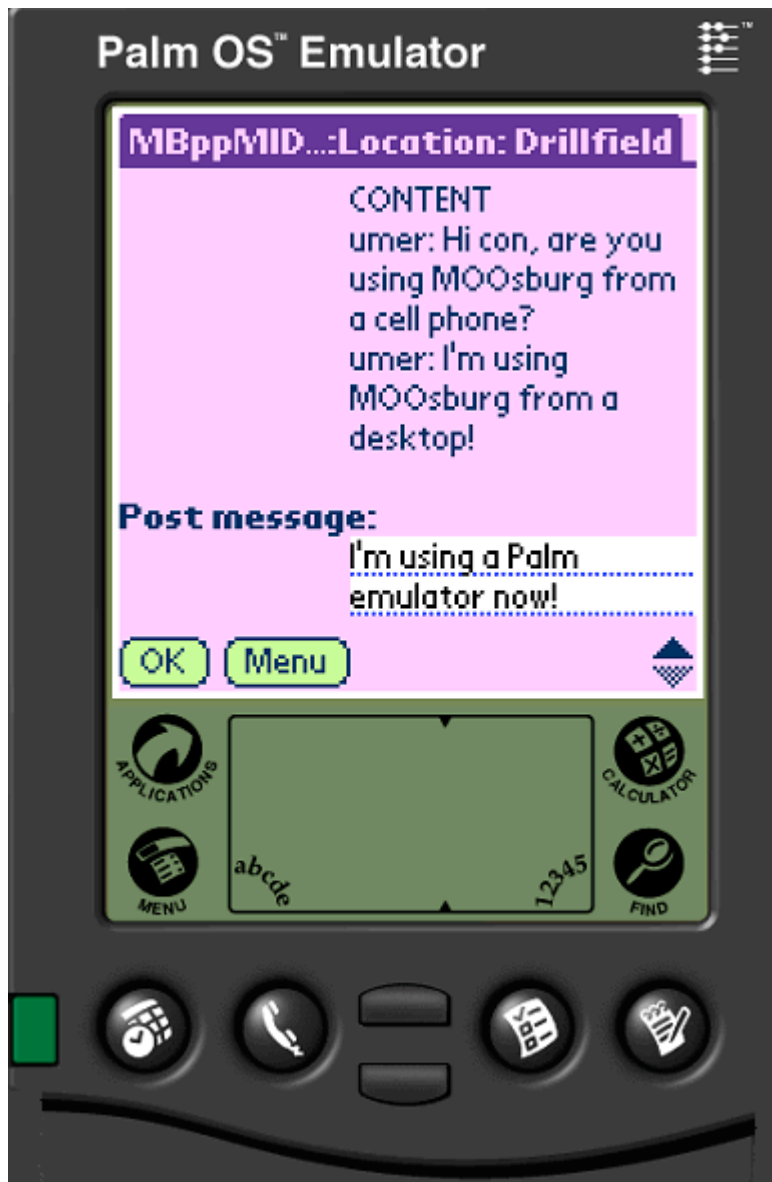 Palm OS™ Emulator
™
MBppMID...:Location: Drillfield
CONTENT
umer: Hi con, are you
using MOOsburg from
a cell phone?
umer: I'm using
MOOsburg from a
desktop!
Post message:
I'm using a Palm
emulator now!
OK Menu
APPLICATIONS
CALCULATOR
MENU
abcde
12345
FIND